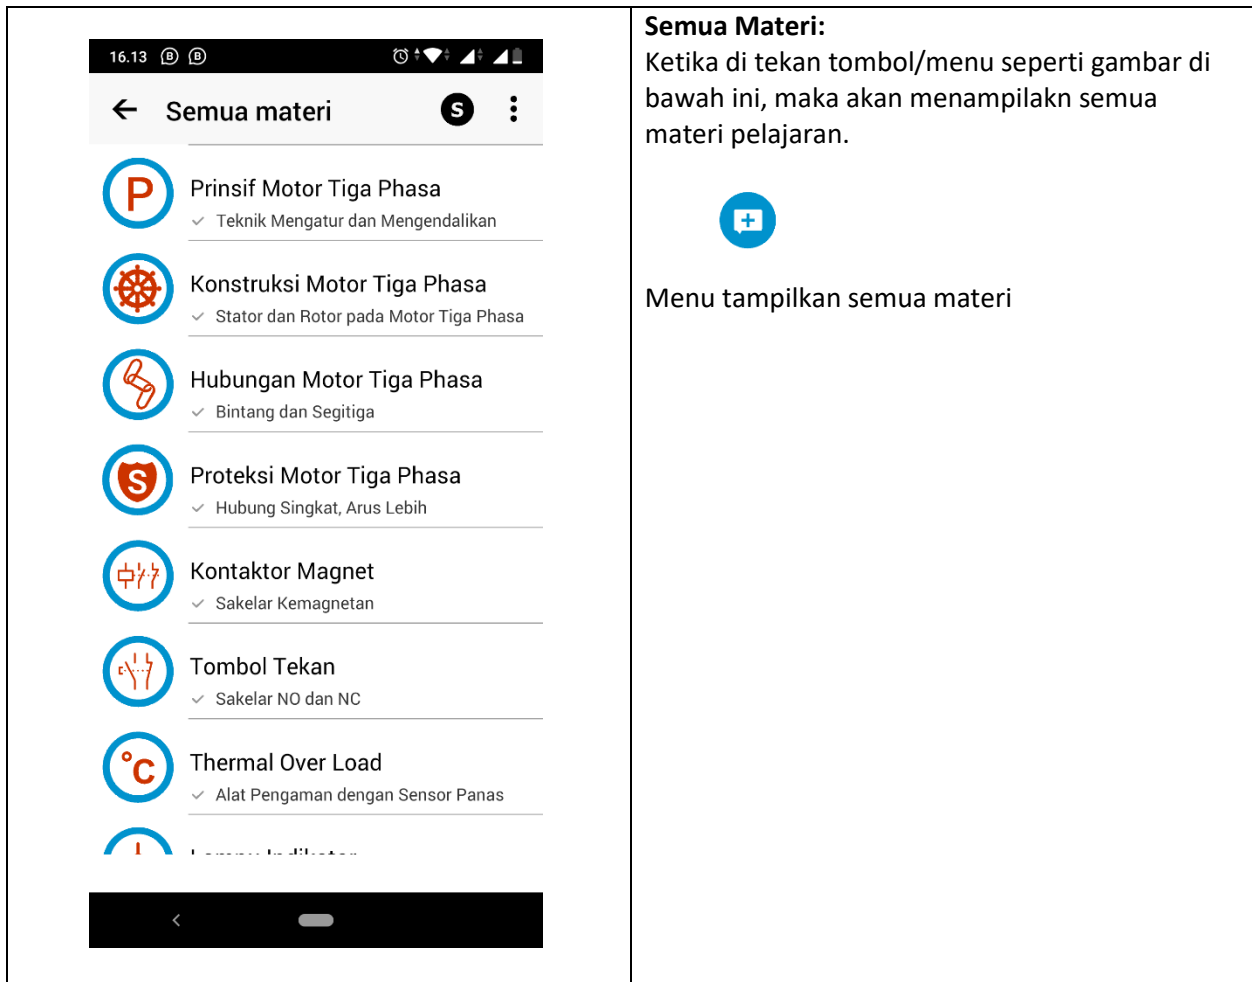 16.13
Semua materi
S
P
Prinsif Motor Tiga Phasa
Teknik Mengatur dan Mengendalikan
Konstruksi Motor Tiga Phasa
Stator dan Rotor pada Motor Tiga Phasa
Hubungan Motor Tiga Phasa
Bintang dan Segitiga
S
Proteksi Motor Tiga Phasa
Hubung Singkat, Arus Lebih
Kontaktor Magnet
Sakelar Kemagnetan
Tombol Tekan
Sakelar NO dan NC
°C
Thermal Over Load
Alat Pengaman dengan Sensor Panas
Semua Materi:
Ketika di tekan tombol/menu seperti gambar di
bawah ini, maka akan menampilakn semua
materi pelajaran.
Menu tampilkan semua materi